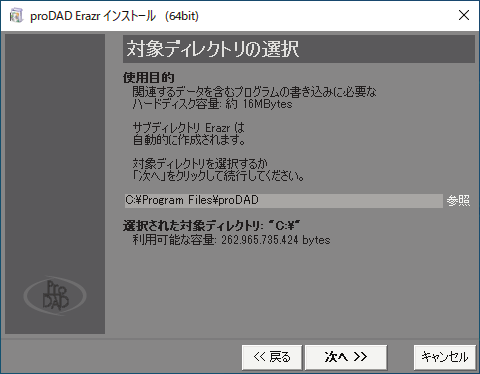 proDAD Erazr インストール (64bit)
対象ディレクトリの選択
使用目的
関連するデータを含むプログラムの書き込みに必要な
ハードディスク容量: 約 16MBytes
サブディレクトリ Erazr は
自動的に作成されます。
対象ディレクトリを選択するか
「次へ」をクリックして続行してください。
C:¥Program Files¥proDAD 参照
選択された対象ディレクトリ: "C:¥"
利用可能な容量: 262.965.735.424 bytes
Pro
DAD
<< 戻る 次へ >> キャンセル